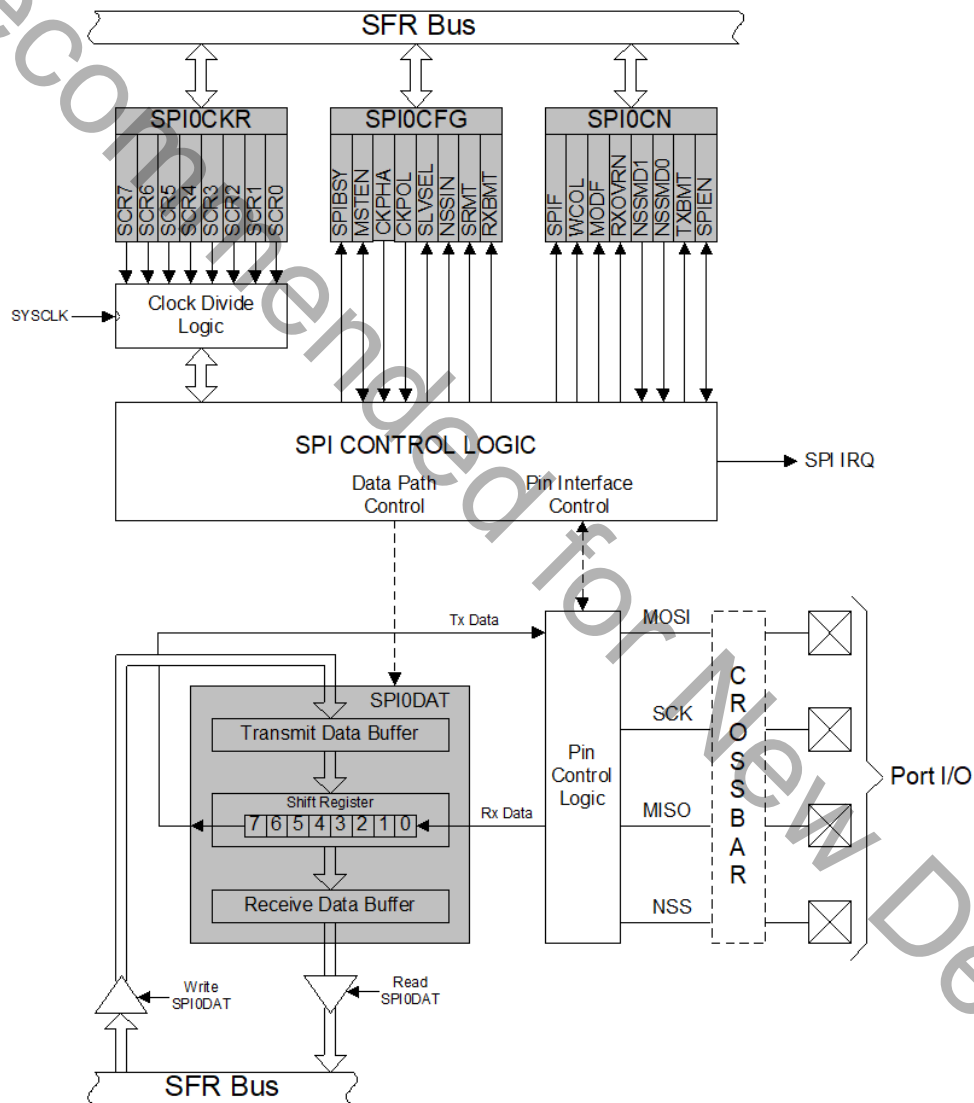 SFR Bus
SPI0CKR
SCR7
SCR6
SCR5
SCR4
SCR3
SCR2
SCR1
SCR0
SPI0CFG
SPIBSY
MSTEN
CKPHA
CKPOL
SLVSEL
NSSIN
SRMT
RXBMT
SPI0CN
SPIF
WCOL
MODF
RXOVRN
NSSMD1
NSSMD0
TXBMT
SPIEN
SYSCLK
Clock Divide
Logic
SPI CONTROL LOGIC
Data Path
Control
Pin Interface
Control
SPI IRQ
Tx Data
SPI0DAT
Transmit Data Buffer
Shift Register
7 6 5 4 3 2 1 0
Rx Data
Receive Data Buffer
Pin
Control
Logic
MOSI
SCK
MISO
NSS
CROSSBAR
Port I/O
Write
SPI0DAT
Read
SPI0DAT
SFR Bus
ecommended for New De